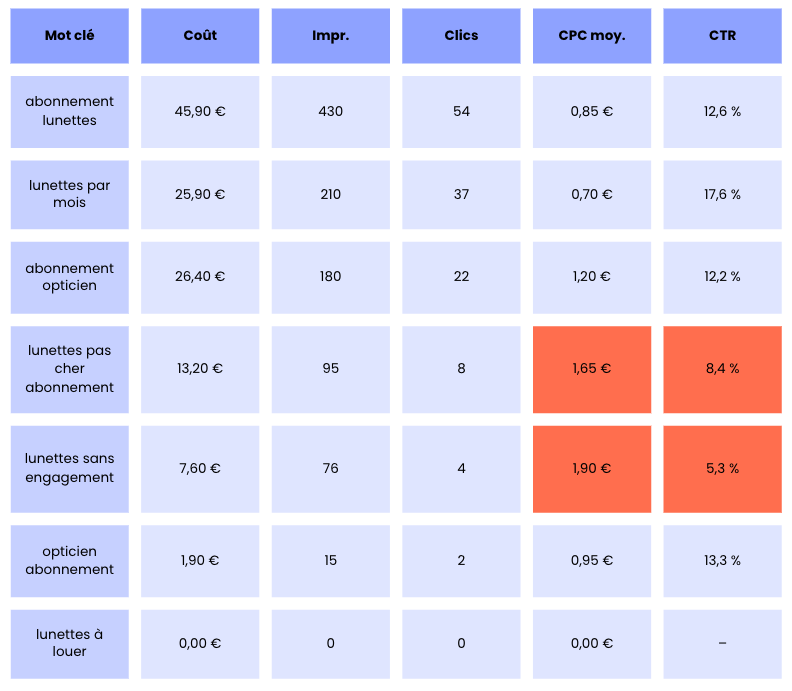 Mot clé Coût Impr. Clics CPC moy. CTR
abonnement
lunettes 45,90 € 430 54 0,85 € 12,6 %
lunettes par
mois 25,90 € 210 37 0,70 € 17,6 %
abonnement
opticien 26,40 € 180 22 1,20 € 12,2 %
lunettes pas
cher
abonnement 13,20 € 95 8 1,65 € 8,4 %
lunettes sans
engagement 7,60 € 76 4 1,90 € 5,3 %
opticien
abonnement 1,90 € 15 2 0,95 € 13,3 %
lunettes à
louer 0,00 € 0 0 0,00 € –